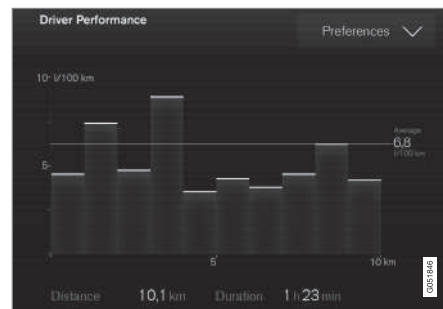 Driver Performance
Preferences
10- l/100 km
Average
6,8
l/100 km
5-
5
10 km
Distance 10,1 km Duration 1 h 23 min
G051846